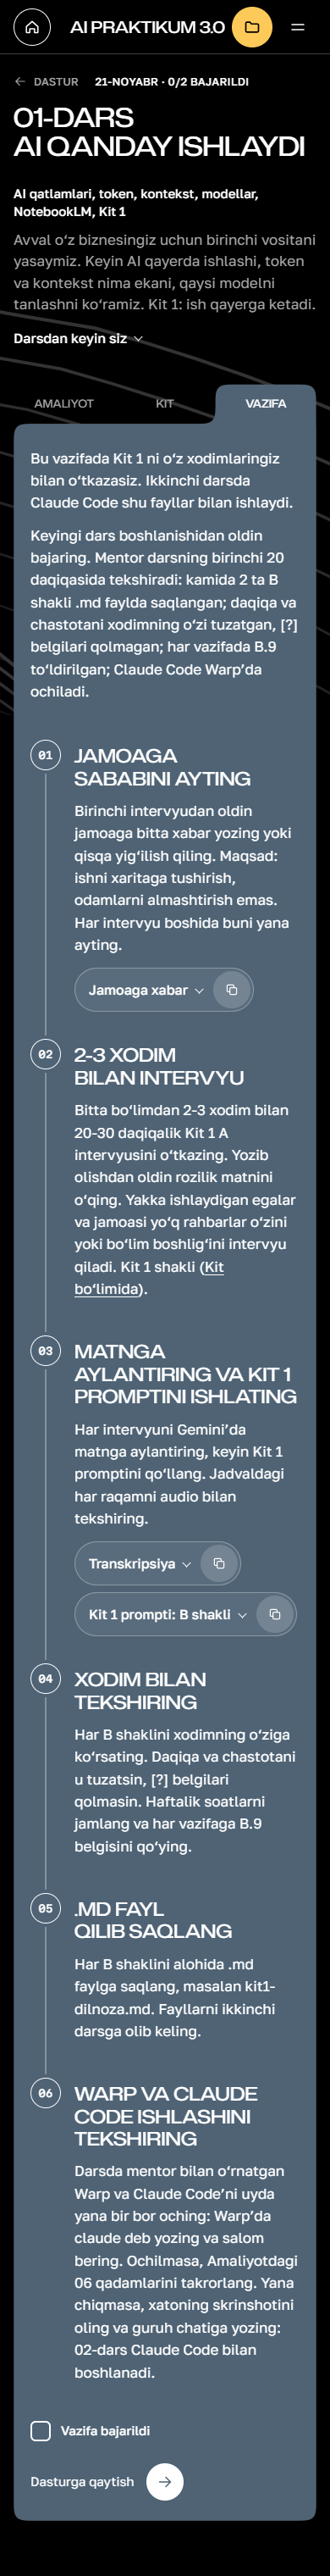 AI PRAKTIKUM 3.0
← DASTUR 21-NOYABR · 0/2 BAJARILDI
01-DARS
AI QANDAY ISHLAYDI
AI qatlamlari, token, kontekst, modellar,
NotebookLM, Kit 1
Avval o‘z biznesingiz uchun birinchi vositani
yasaymiz. Keyin AI qayerda ishlashi, token
va kontekst nima ekani, qaysi modelni
tanlashni ko‘ramiz. Kit 1: ish qayerga ketadi.
Darsdan keyin siz
AMALIYOT KIT VAZIFA
Bu vazifada Kit 1 ni o‘z xodimlaringiz
bilan o‘tkazasiz. Ikkinchi darsda
Claude Code shu fayllar bilan ishlaydi.
Keyingi dars boshlanishidan oldin
bajaring. Mentor darsning birinchi 20
daqiqasida tekshiradi: kamida 2 ta B
shakli .md faylda saqlangan; daqiqa va
chastotani xodimning o‘zi tuzatgan, [?]
belgilari qolmagan; har vazifada B.9
to‘ldirilgan; Claude Code Warp’da
ochiladi.
01 JAMOAGA
SABABINI AYTING
Birinchi intervyudan oldin
jamoaga bitta xabar yozing yoki
qisqa yig‘ilish qiling. Maqsad:
ishni xaritaga tushirish,
odamlarni almashtirish emas.
Har intervyu boshida buni yana
ayting.
Jamoaga xabar
02 2-3 XODIM
BILAN INTERVYU
Bitta bo‘limdan 2-3 xodim bilan
20-30 daqiqalik Kit 1 A
intervyusini o‘tkazing. Yozib
olishdan oldin rozilik matnini
o‘qing. Yakka ishlaydigan egalar
va jamoasi yo‘q rahbarlar o‘zini
yoki bo‘lim boshlig‘ini intervyu
qiladi. Kit 1 shakli (Kit
bo‘limida).
03 MATNGA
AYLANTIRING VA KIT 1
PROMPTINI ISHLATING
Har intervyuni Gemini’da
matnga aylantiring, keyin Kit 1
promptini qo‘llang. Jadvaldagi
har raqamni audio bilan
tekshiring.
Transkripsiya
Kit 1 prompti: B shakli
04 XODIM BILAN
TEKSHIRING
Har B shaklini xodimning o‘ziga
ko‘rsating. Daqiqa va chastotani
u tuzatsin, [?] belgilari
qolmasin. Haftalik soatlarni
jamlang va har vazifaga B.9
belgisini qo‘ying.
05 .MD FAYL
QILIB SAQLANG
Har B shaklini alohida .md
faylga saqlang, masalan kit1-
dilnoza.md. Fayllarni ikkinchi
darsga olib keling.
06 WARP VA CLAUDE
CODE ISHLASHINI
TEKSHIRING
Darsda mentor bilan o‘rnatgan
Warp va Claude Code’ni uyda
yana bir bor oching: Warp’da
claude deb yozing va salom
bering. Ochilmasa, Amaliyotdagi
06 qadamlarini takrorlang. Yana
chiqmasa, xatoning skrinshotini
oling va guruh chatiga yozing:
02-dars Claude Code bilan
boshlanadi.
Vazifa bajarildi
Dasturga qaytish →